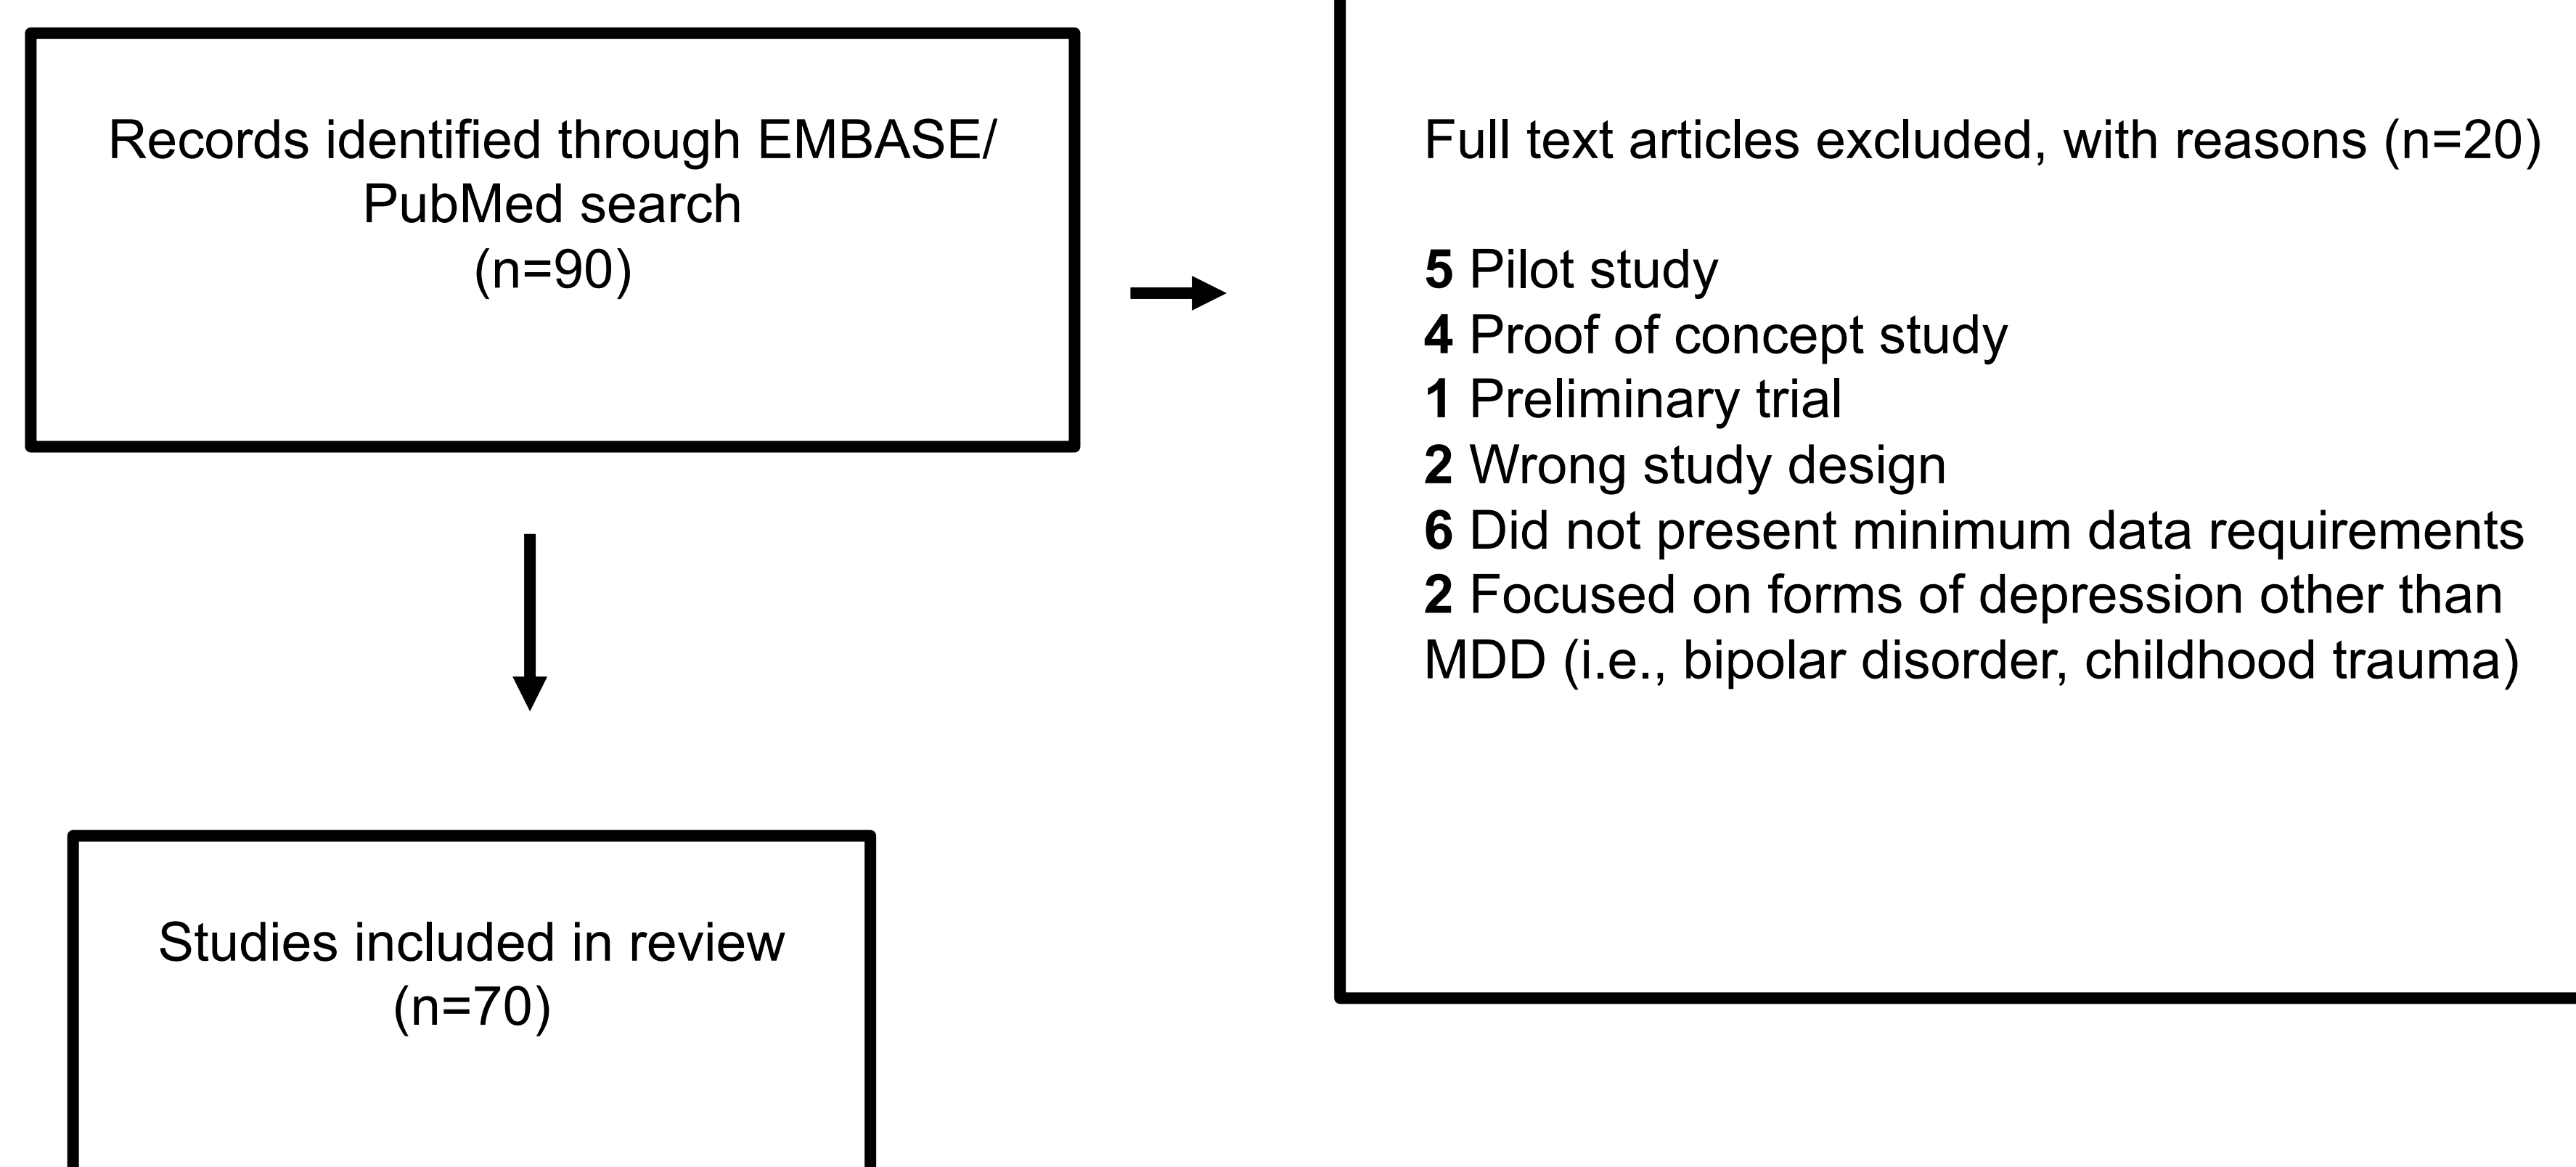 Records identified through EMBASE/
PubMed search
(n=90)
Full text articles excluded, with reasons (n=20)
5 Pilot study
4 Proof of concept study
1 Preliminary trial
2 Wrong study design
6 Did not present minimum data requirements
2 Focused on forms of depression other than
MDD (i.e., bipolar disorder, childhood trauma)
Studies included in review
(n=70)